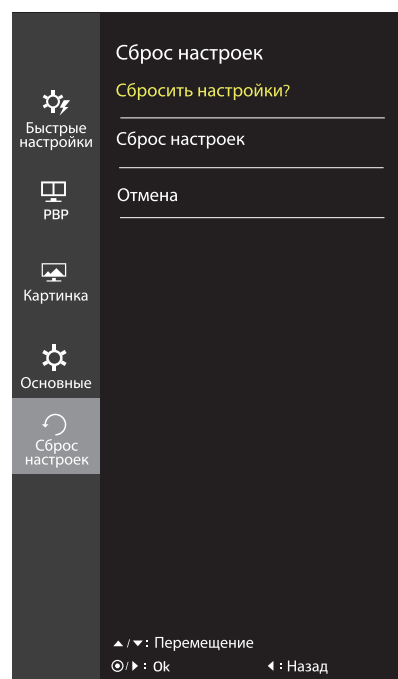 Сброс настроек
Сбросить настройки?
Сброс настроек
Отмена
Быстрые
настройки
PBP
Картинка
Основные
Сброс
настроек
▲/▼: Перемещение
◉/▶ : Ok
◀ : Назад